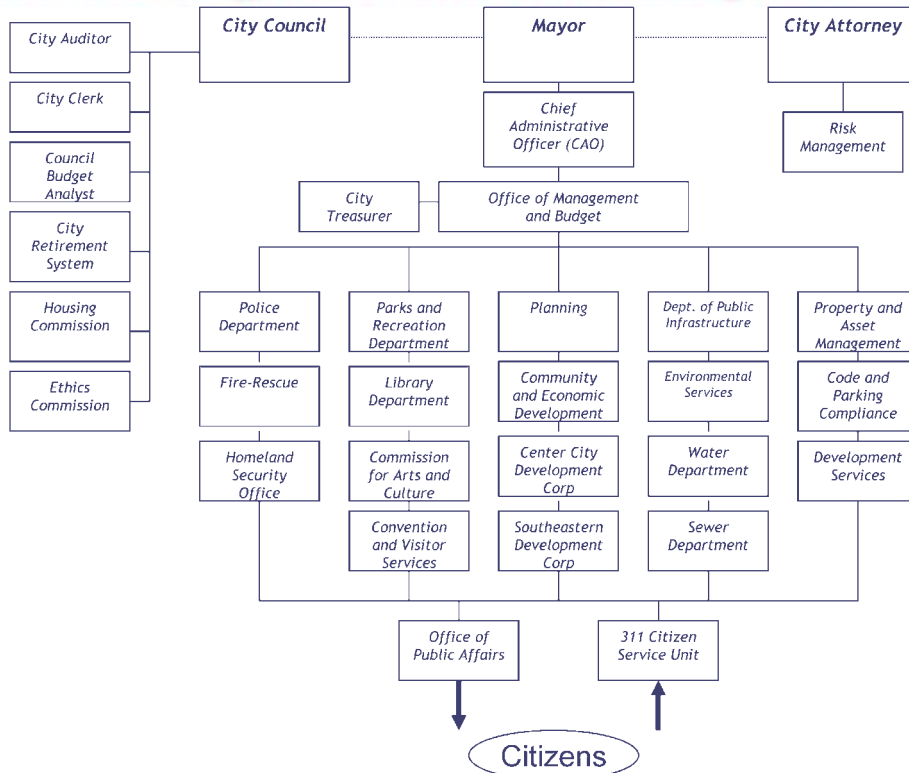 City Council
Mayor
City Attorney
City Auditor
City Clerk
Council
Budget
Analyst
City
Retirement
System
Housing
Commission
Ethics
Commission
Chief
Administrative
Officer (CAO)
Risk
Management
City
Treasurer
Office of Management
and Budget
Police
Department
Fire-Rescue
Homeland
Security
Office
Parks and
Recreation
Department
Library
Department
Commission
for Arts and
Culture
Convention
and Visitor
Services
Planning
Community
and Economic
Development
Center City
Development
Corp
Southeastern
Development
Corp
Dept. of Public
Infrastructure
Environmental
Services
Water
Department
Sewer
Department
Property and
Asset
Management
Code and
Parking
Compliance
Development
Services
Office of
Public Affairs
311 Citizen
Service Unit
Citizens